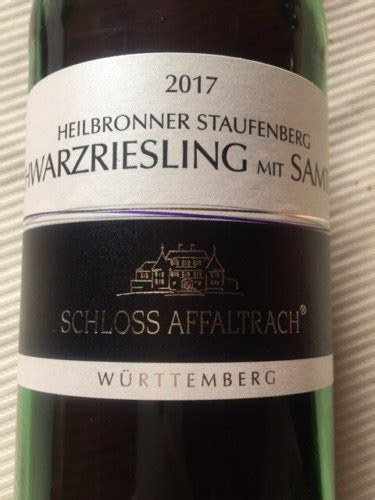 2017
HEILBRONNER STAUFENBERG
HWARZRIESLING MIT SAM
SCHLOSS AFFALTRACH®
WÜRTTEMBERG